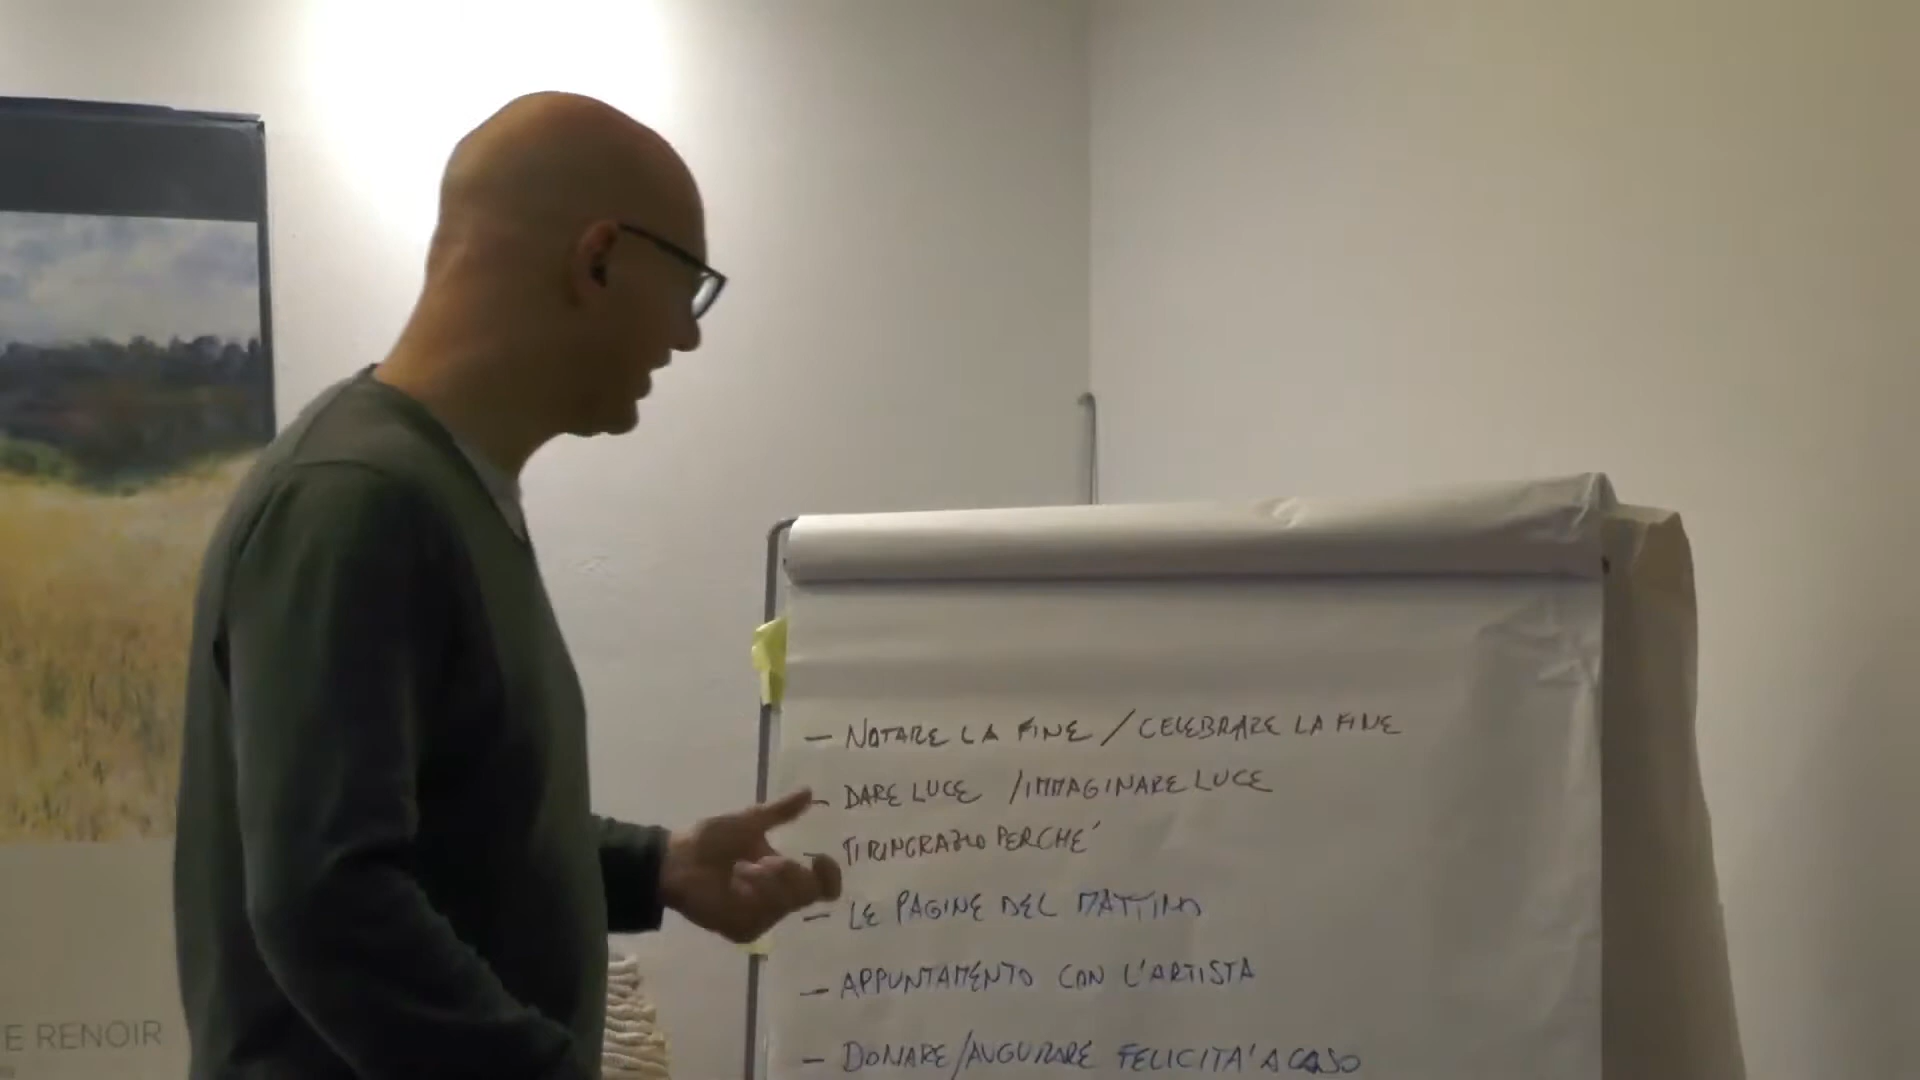 — NOTARE LA FINE / CELEBRARE LA FINE
— DARE LUCE / IMMAGINARE LUCE
— TI RINGRAZIO PERCHÉ
— LE PAGINE DEL MATTINO
— APPUNTAMENTO CON L'ARTISTA
— DONARE/AUGURARE FELICITA' A CASO
E RENOIR